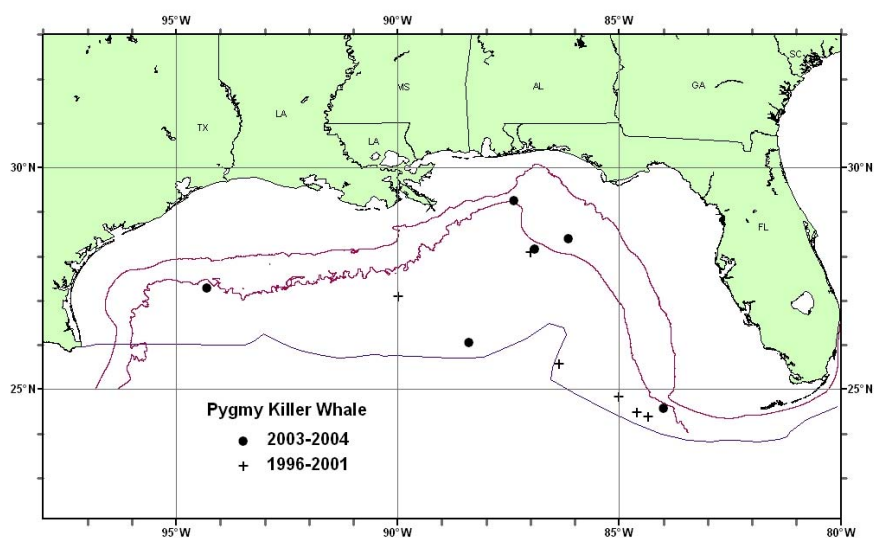 95°W 90°W 85°W 80°W
SC
MS AL GA
LA
TX
LA
30°N 30°N
FL
25°N 25°N
Pygmy Killer Whale
2003-2004
1996-2001
95°W 90°W 85°W 80°W